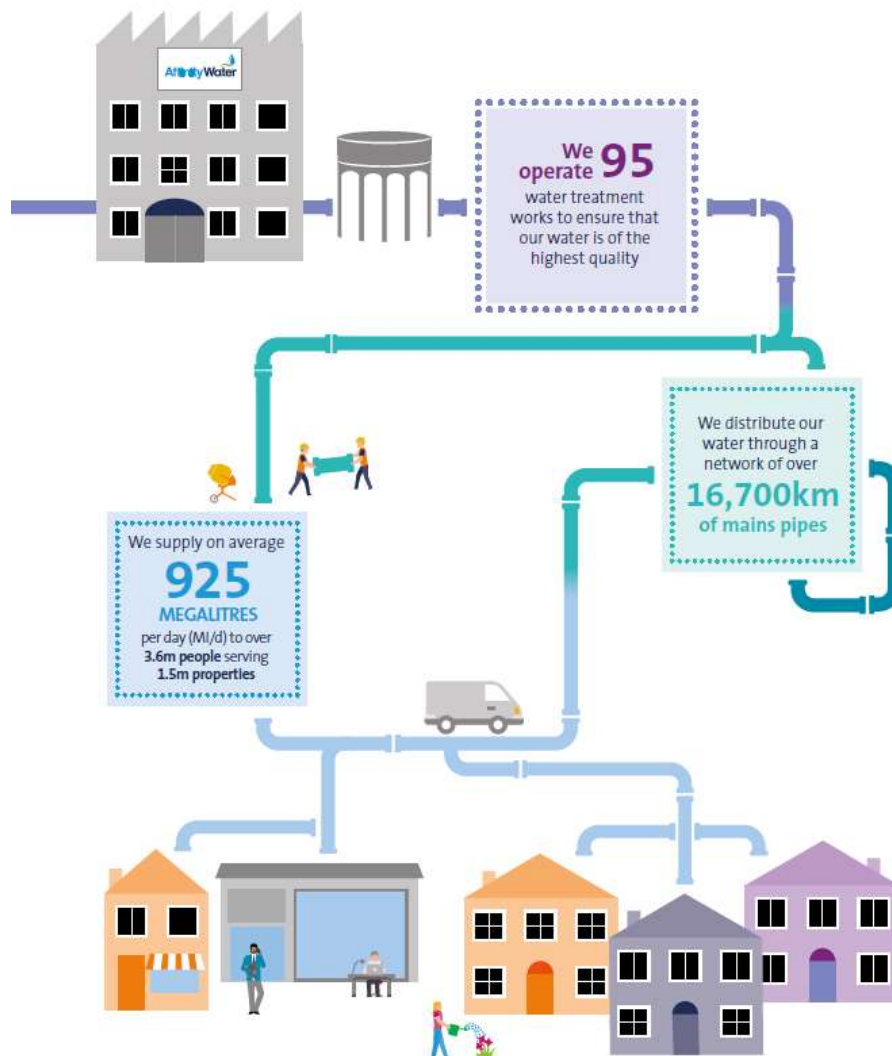 Affinity Water
We
operate 95
water treatment
works to ensure that
our water is of the
highest quality
We distribute our
water through a
network of over
16,700km
of mains pipes
We supply on average
925
MEGALITRES
per day (Ml/d) to over
3.6m people serving
1.5m properties